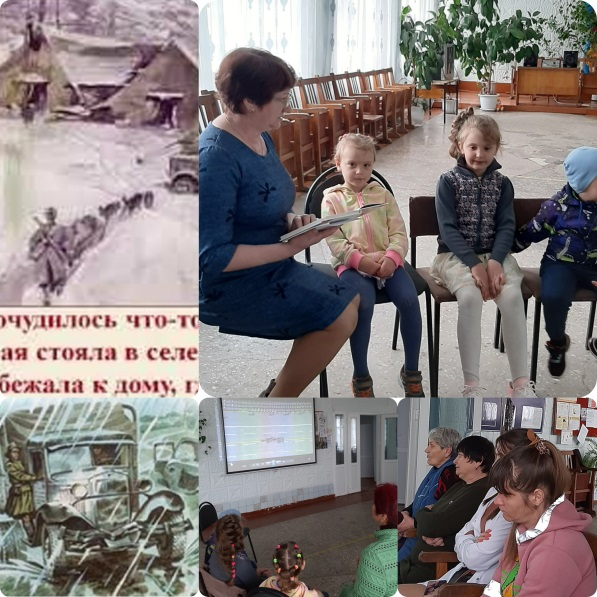 очудилось что-то
ая стояла в селе
бежала к дому, г